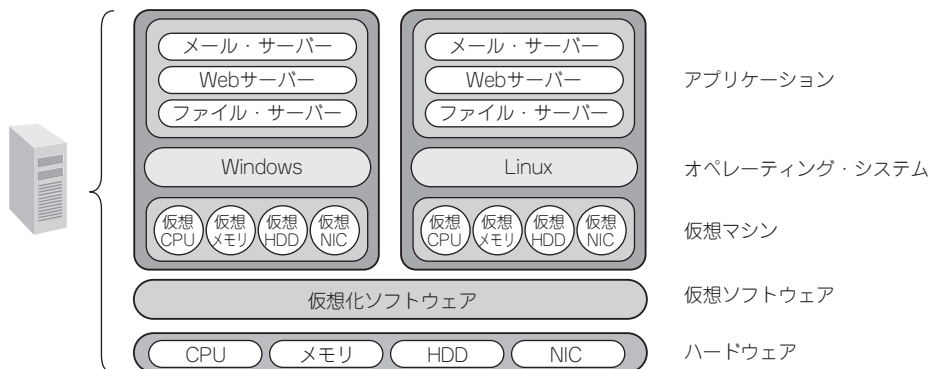 メール・サーバー
Webサーバー
ファイル・サーバー
Windows
仮想
CPU
仮想
メモリ
仮想
HDD
仮想
NIC
メール・サーバー
Webサーバー
ファイル・サーバー
Linux
仮想
CPU
仮想
メモリ
仮想
HDD
仮想
NIC
アプリケーション
オペレーティング・システム
仮想マシン
仮想化ソフトウェア
仮想ソフトウェア
CPU
メモリ
HDD
NIC
ハードウェア